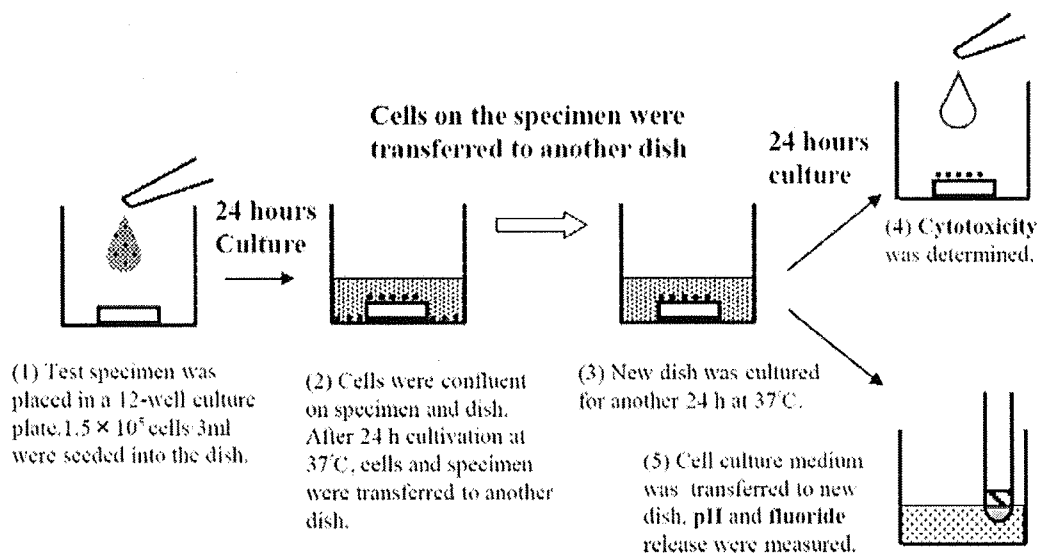 Cells on the specimen were
transferred to another dish
24 hours
Culture
24 hours
culture
(1) Test specimen was
placed in a 12-well culture
plate.1.5 × 10⁵ cells/3ml
were seeded into the dish.
(2) Cells were confluent
on specimen and dish.
After 24 h cultivation at
37℃, cells and specimen
were transferred to another
dish.
(3) New dish was cultured
for another 24 h at 37℃.
(4) Cytotoxicity
was determined.
(5) Cell culture medium
was transferred to new
dish, pH and fluoride
release were measured.